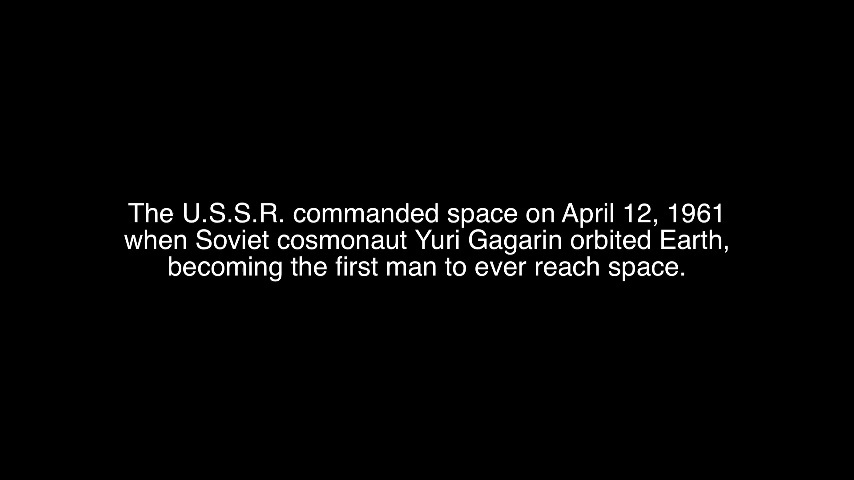 The U.S.S.R. commanded space on April 12, 1961
when Soviet cosmonaut Yuri Gagarin orbited Earth,
becoming the first man to ever reach space.